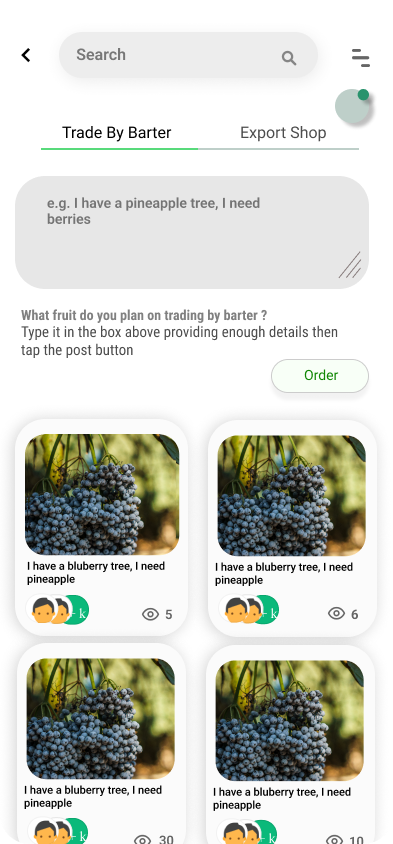 Search
Trade By Barter
Export Shop
e.g. I have a pineapple tree, I need
berries
What fruit do you plan on trading by barter ?
Type it in the box above providing enough details then
tap the post button
Order
I have a bluberry tree, I need
pineapple
+ k
5
I have a bluberry tree, I need
pineapple
+ k
6
I have a bluberry tree, I need
pineapple
+ k
30
I have a bluberry tree, I need
pineapple
+ k
10